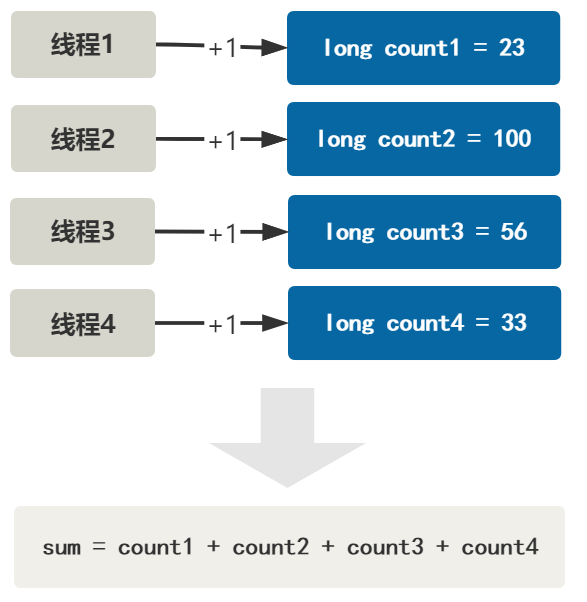 线程1 +1 long count1 = 23
线程2 +1 long count2 = 100
线程3 +1 long count3 = 56
线程4 +1 long count4 = 33
sum = count1 + count2 + count3 + count4